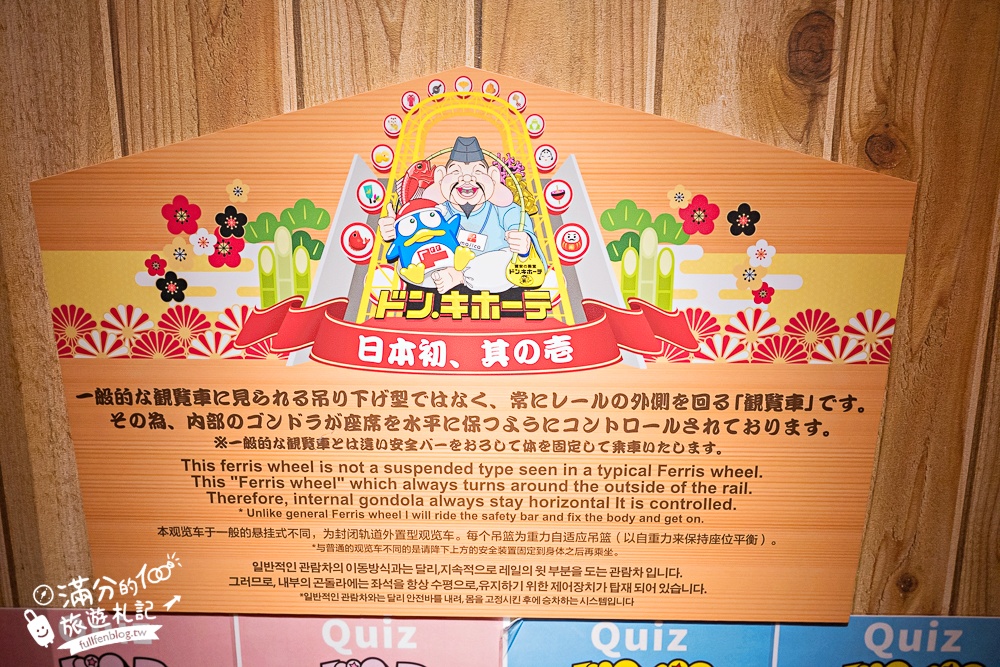 ドン.キホーテ
日本初、其の壱
一般的な観覧車に見られる吊り下げ型ではなく、常にレールの外側を回る「観覧車」です。
その為、内部のゴンドラが座席を水平に保つようにコントロールされております。
※一般的な観覧車とは違い安全バーをおろして体を固定して乗車いたします。
This ferris wheel is not a suspended type seen in a typical Ferris wheel.
This "Ferris wheel" which always turns around the outside of the rail.
Therefore, internal gondola always stay horizontal It is controlled.
* Unlike general Ferris wheel I will ride the safety bar and fix the body and get on.
本观览车于一般的悬挂式不同，为封闭轨道外置型观览车。每个吊篮为重力自适应吊篮（以自重力来保持座位平衡）。
*与普通的观览车不同的是请降下上方的安全装置固定到身体之后再乘坐。
일반적인 관람차의 이동방식과는 달리,지속적으로 레일의 윗 부분을 도는 관람차 입니다.
그러므로, 내부의 곤돌라에는 좌석을 항상 수평으로,유지하기 위한 제어장치가 탑재 되어 있습니다.
*일반적인 관람차와는 달리 안전바를 내려, 몸을 고정시킨 후에 승차하는 시스템입니다
滿分的100
旅遊札記
fullfenblog.tw
Quiz
Quiz
Quiz